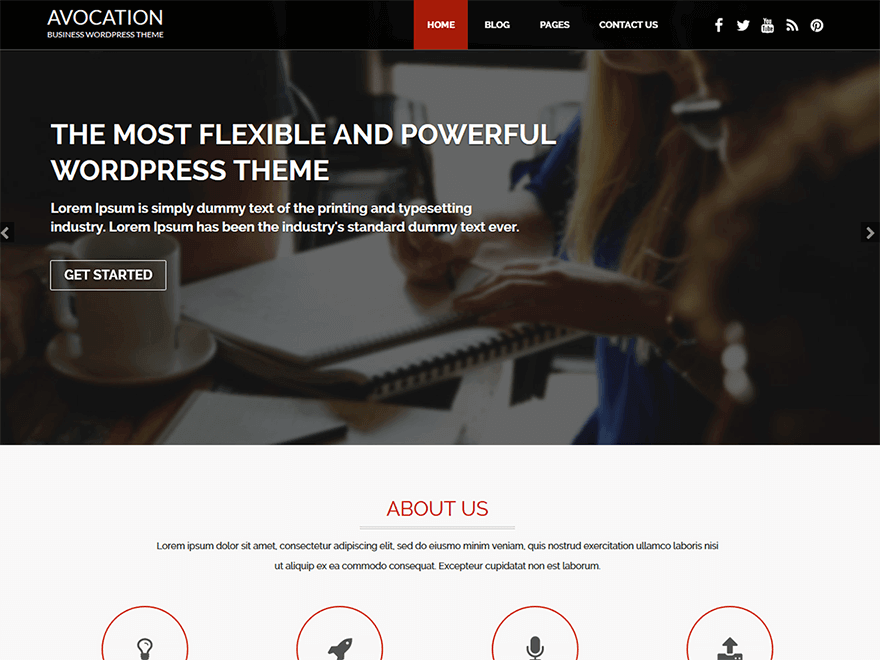 AVOCATION
BUSINESS WORDPRESS THEME
HOME
BLOG
PAGES
CONTACT US
You Tube
THE MOST FLEXIBLE AND POWERFUL
WORDPRESS THEME
Lorem Ipsum is simply dummy text of the printing and typesetting
industry. Lorem Ipsum has been the industry's standard dummy text ever.
GET STARTED
ABOUT US
Lorem ipsum dolor sit amet, consectetur adipiscing elit, sed do eiusmo minim veniam, quis nostrud exercitation ullamco laboris nisi
ut aliquip ex ea commodo consequat. Excepteur cupidatat non est laborum.